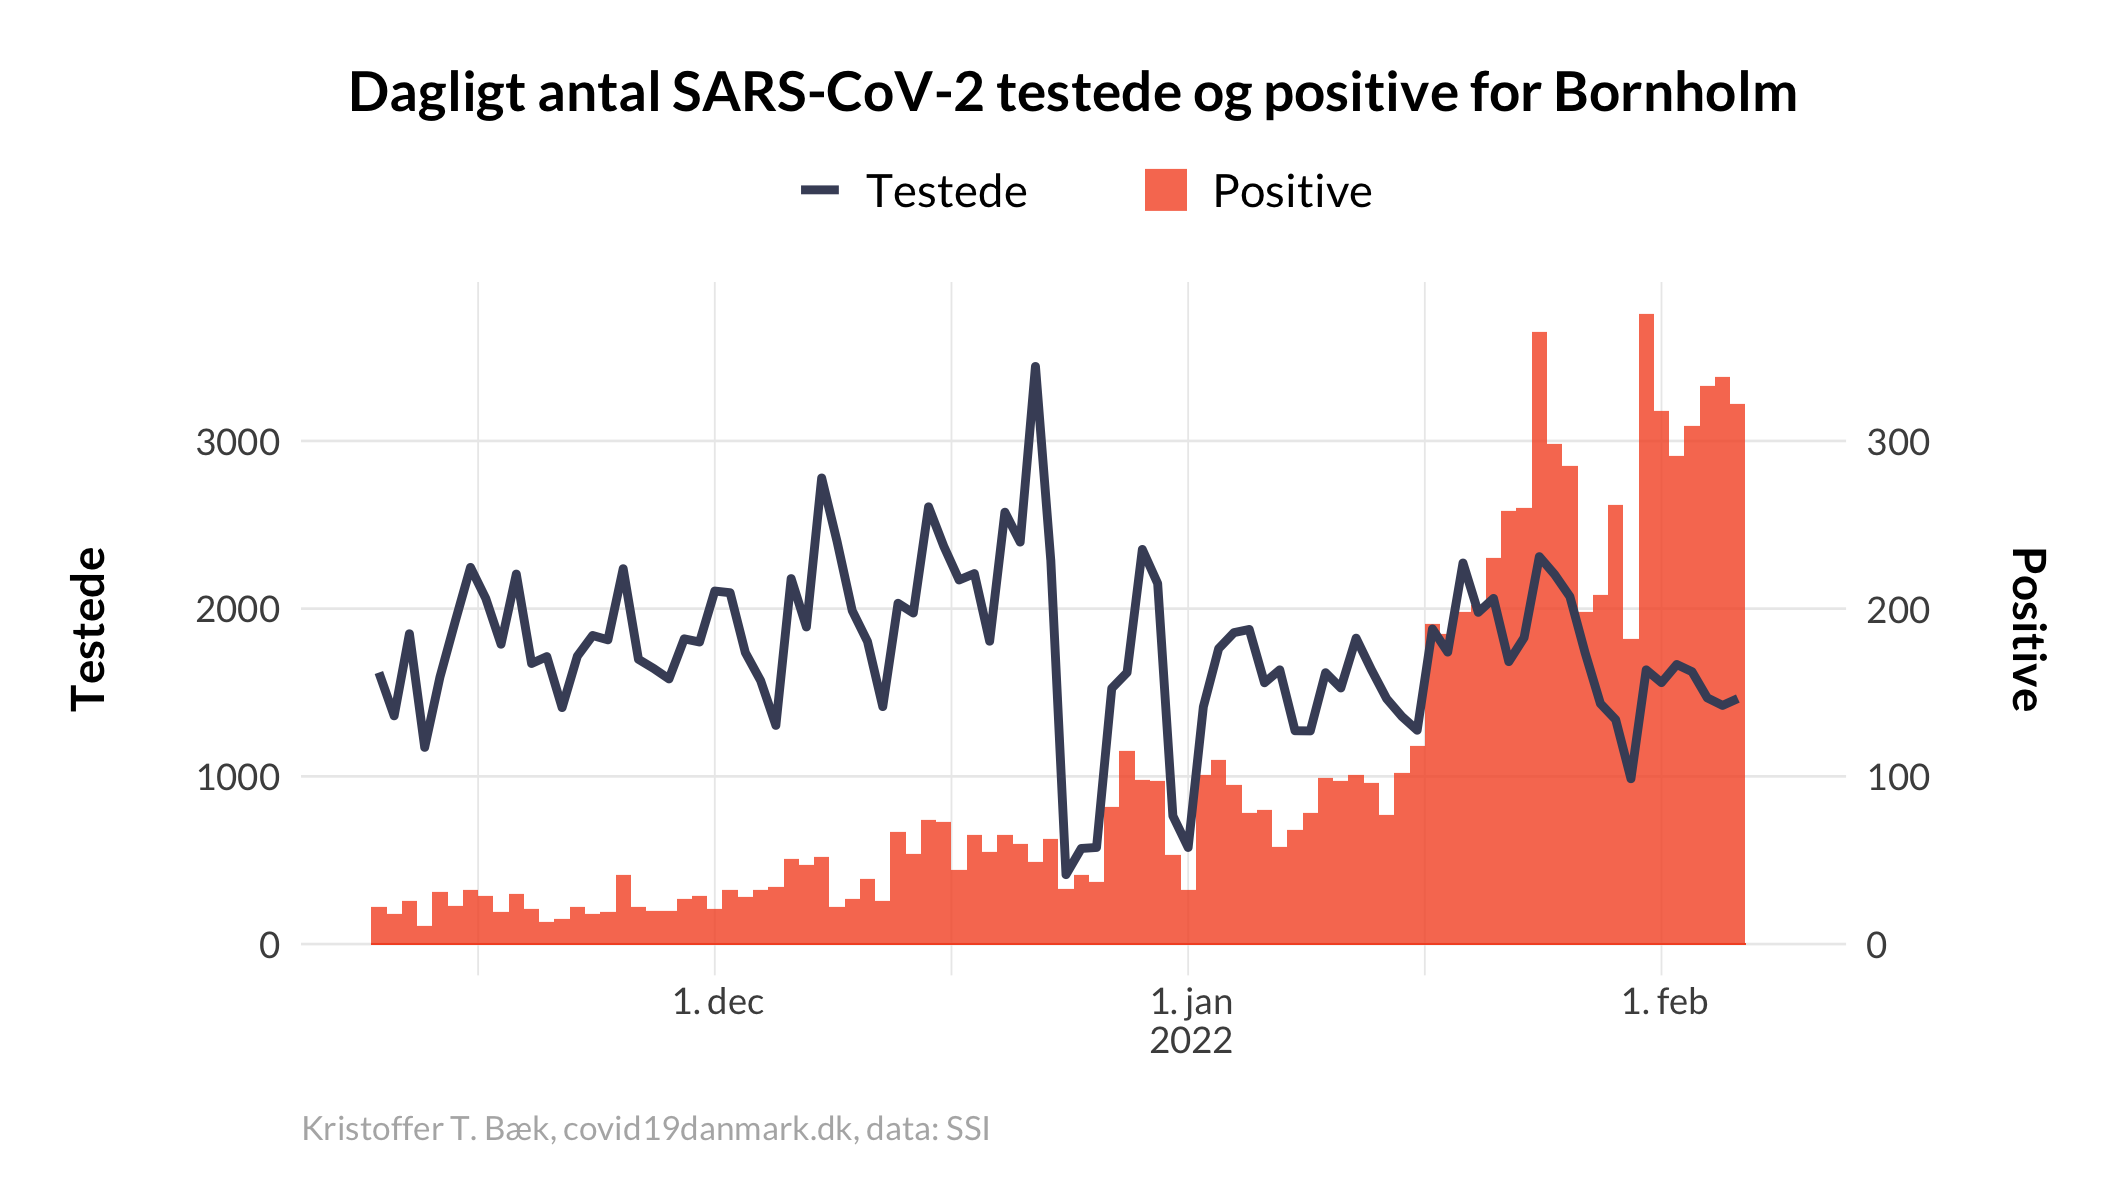 Dagligt antal SARS-CoV-2 testede og positive for Bornholm
Testede
Positive
Testede
3000
2000
1000
0
300
200
100
0
Positive
1. dec
1. jan
2022
1. feb
Kristoffer T. Bæk, covid19danmark.dk, data: SSI